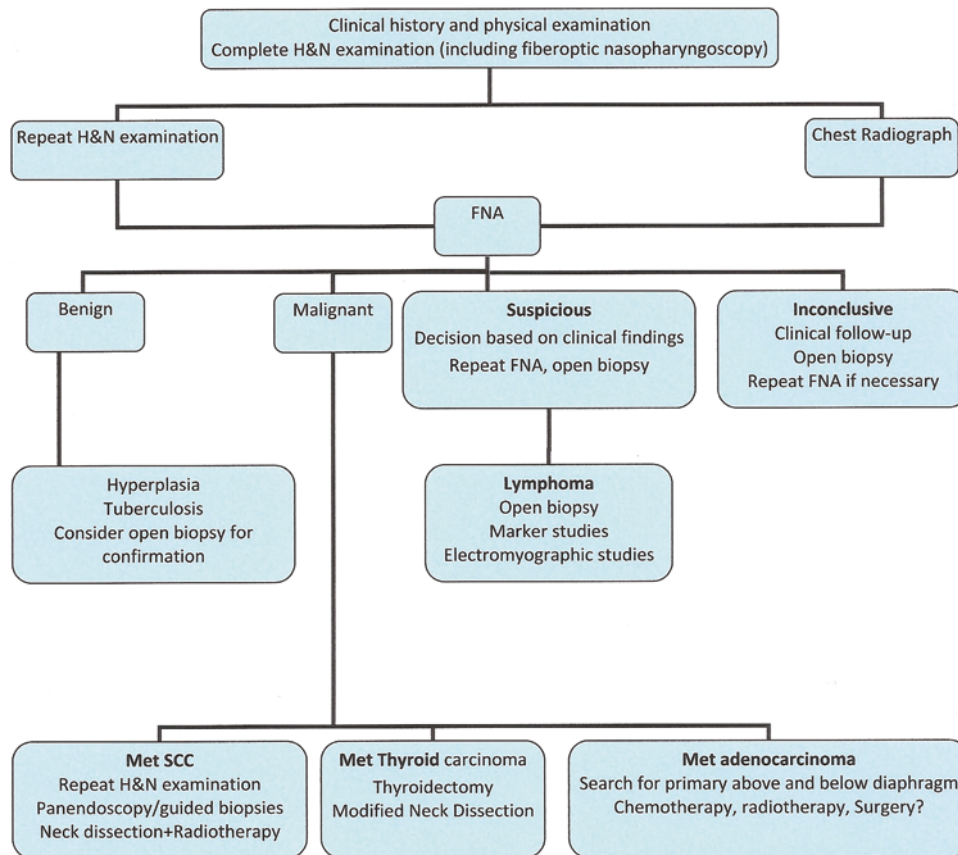 Clinical history and physical examination
Complete H&N examination (including fiberoptic nasopharyngoscopy)
Repeat H&N examination
Chest Radiograph
FNA
Benign
Malignant
Suspicious
Decision based on clinical findings
Repeat FNA, open biopsy
Inconclusive
Clinical follow-up
Open biopsy
Repeat FNA if necessary
Hyperplasia
Tuberculosis
Consider open biopsy for
confirmation
Lymphoma
Open biopsy
Marker studies
Electromyographic studies
Met SCC
Repeat H&N examination
Panendoscopy/guided biopsies
Neck dissection+Radiotherapy
Met Thyroid carcinoma
Thyroidectomy
Modified Neck Dissection
Met adenocarcinoma
Search for primary above and below diaphragm
Chemotherapy, radiotherapy, Surgery?